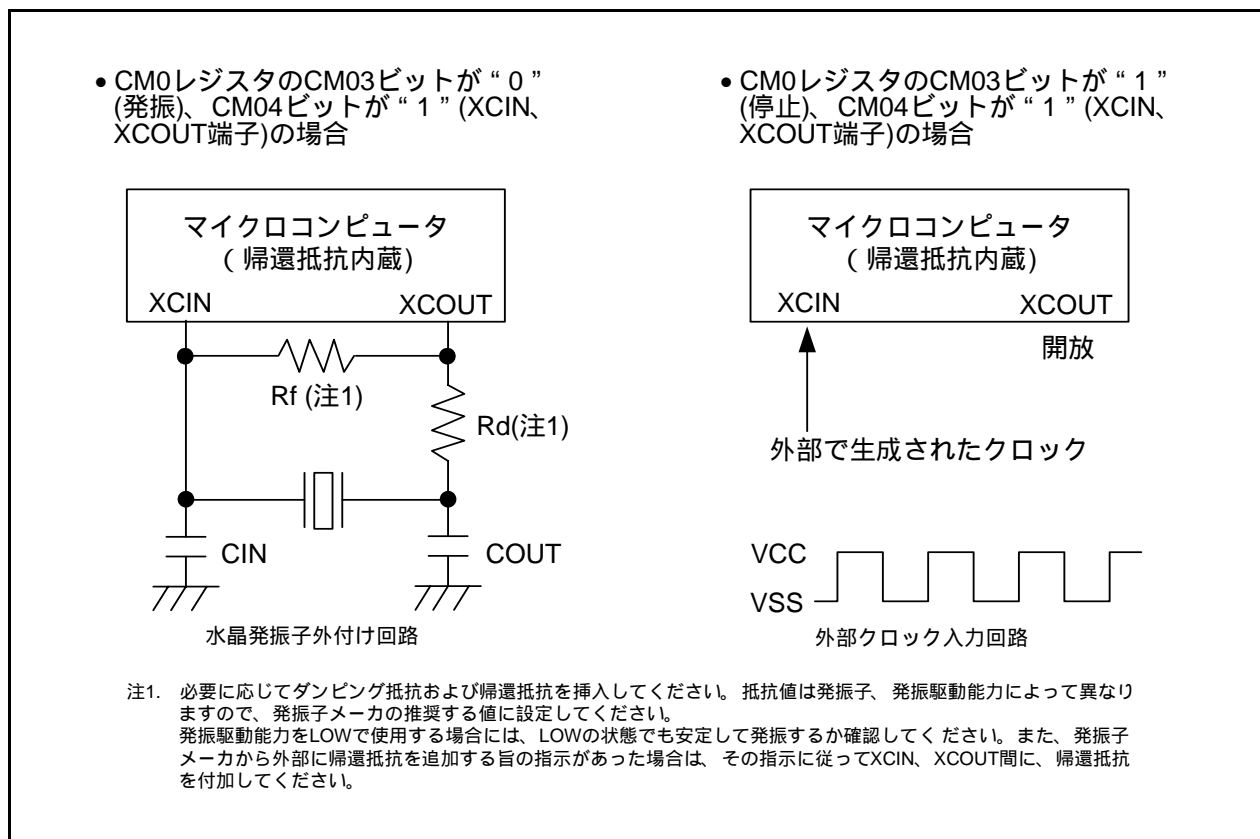 • CM0レジスタのCM03ビットが “ 0 ”
(発振)、CM04ビットが “ 1 ” (XCIN、
XCOUT端子)の場合
マイクロコンピュータ
( 帰還抵抗内蔵)
XCIN
XCOUT
Rf (注1)
Rd(注1)
CIN
COUT
水晶発振子外付け回路
• CM0レジスタのCM03ビットが “ 1 ”
(停止)、CM04ビットが “ 1 ” (XCIN、
XCOUT端子)の場合
マイクロコンピュータ
( 帰還抵抗内蔵)
XCIN
XCOUT
開放
外部で生成されたクロック
VCC
VSS
外部クロック入力回路
注1. 必要に応じてダンピング抵抗および帰還抵抗を挿入してください。抵抗値は発振子、発振駆動能力によって異なり
ますので、発振子メーカの推奨する値に設定してください。
発振駆動能力をLOWで使用する場合には、LOWの状態でも安定して発振するか確認してください。また、発振子
メーカから外部に帰還抵抗を追加する旨の指示があった場合は、その指示に従ってXCIN、XCOUT間に、帰還抵抗
を付加してください。